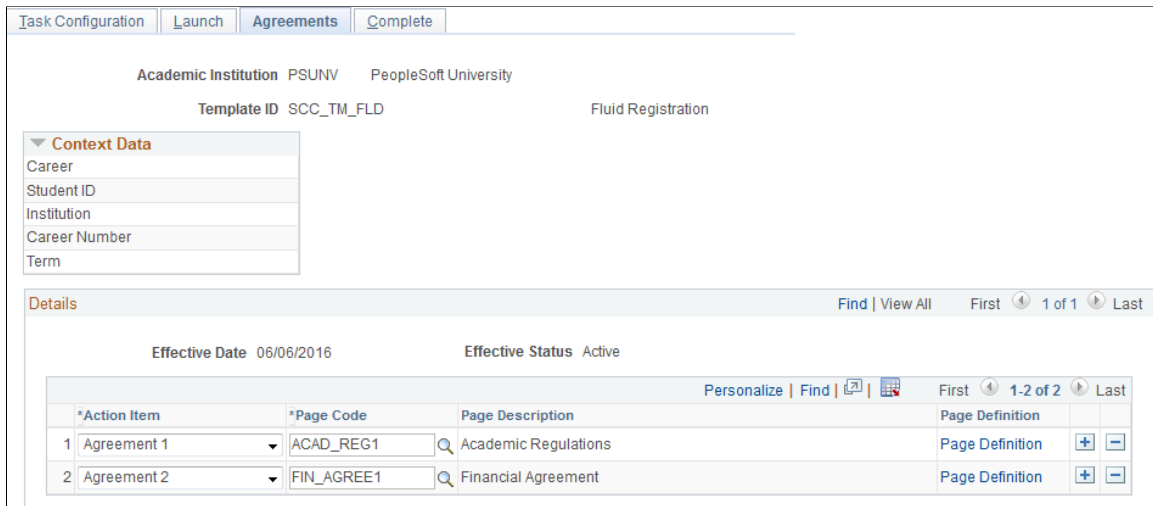 Task Configuration Launch Agreements Complete
Academic Institution PSUNV PeopleSoft University
Template ID SCC_TM_FLD Fluid Registration
Context Data
Career
Student ID
Institution
Career Number
Term
Details Find | View All First 1 of 1 Last
Effective Date 06/06/2016 Effective Status Active
Personalize | Find | | First 1-2 of 2 Last
*Action Item *Page Code Page Description Page Definition
1 Agreement 1 ACAD_REG1 Academic Regulations Page Definition + -
2 Agreement 2 FIN_AGREE1 Financial Agreement Page Definition + -